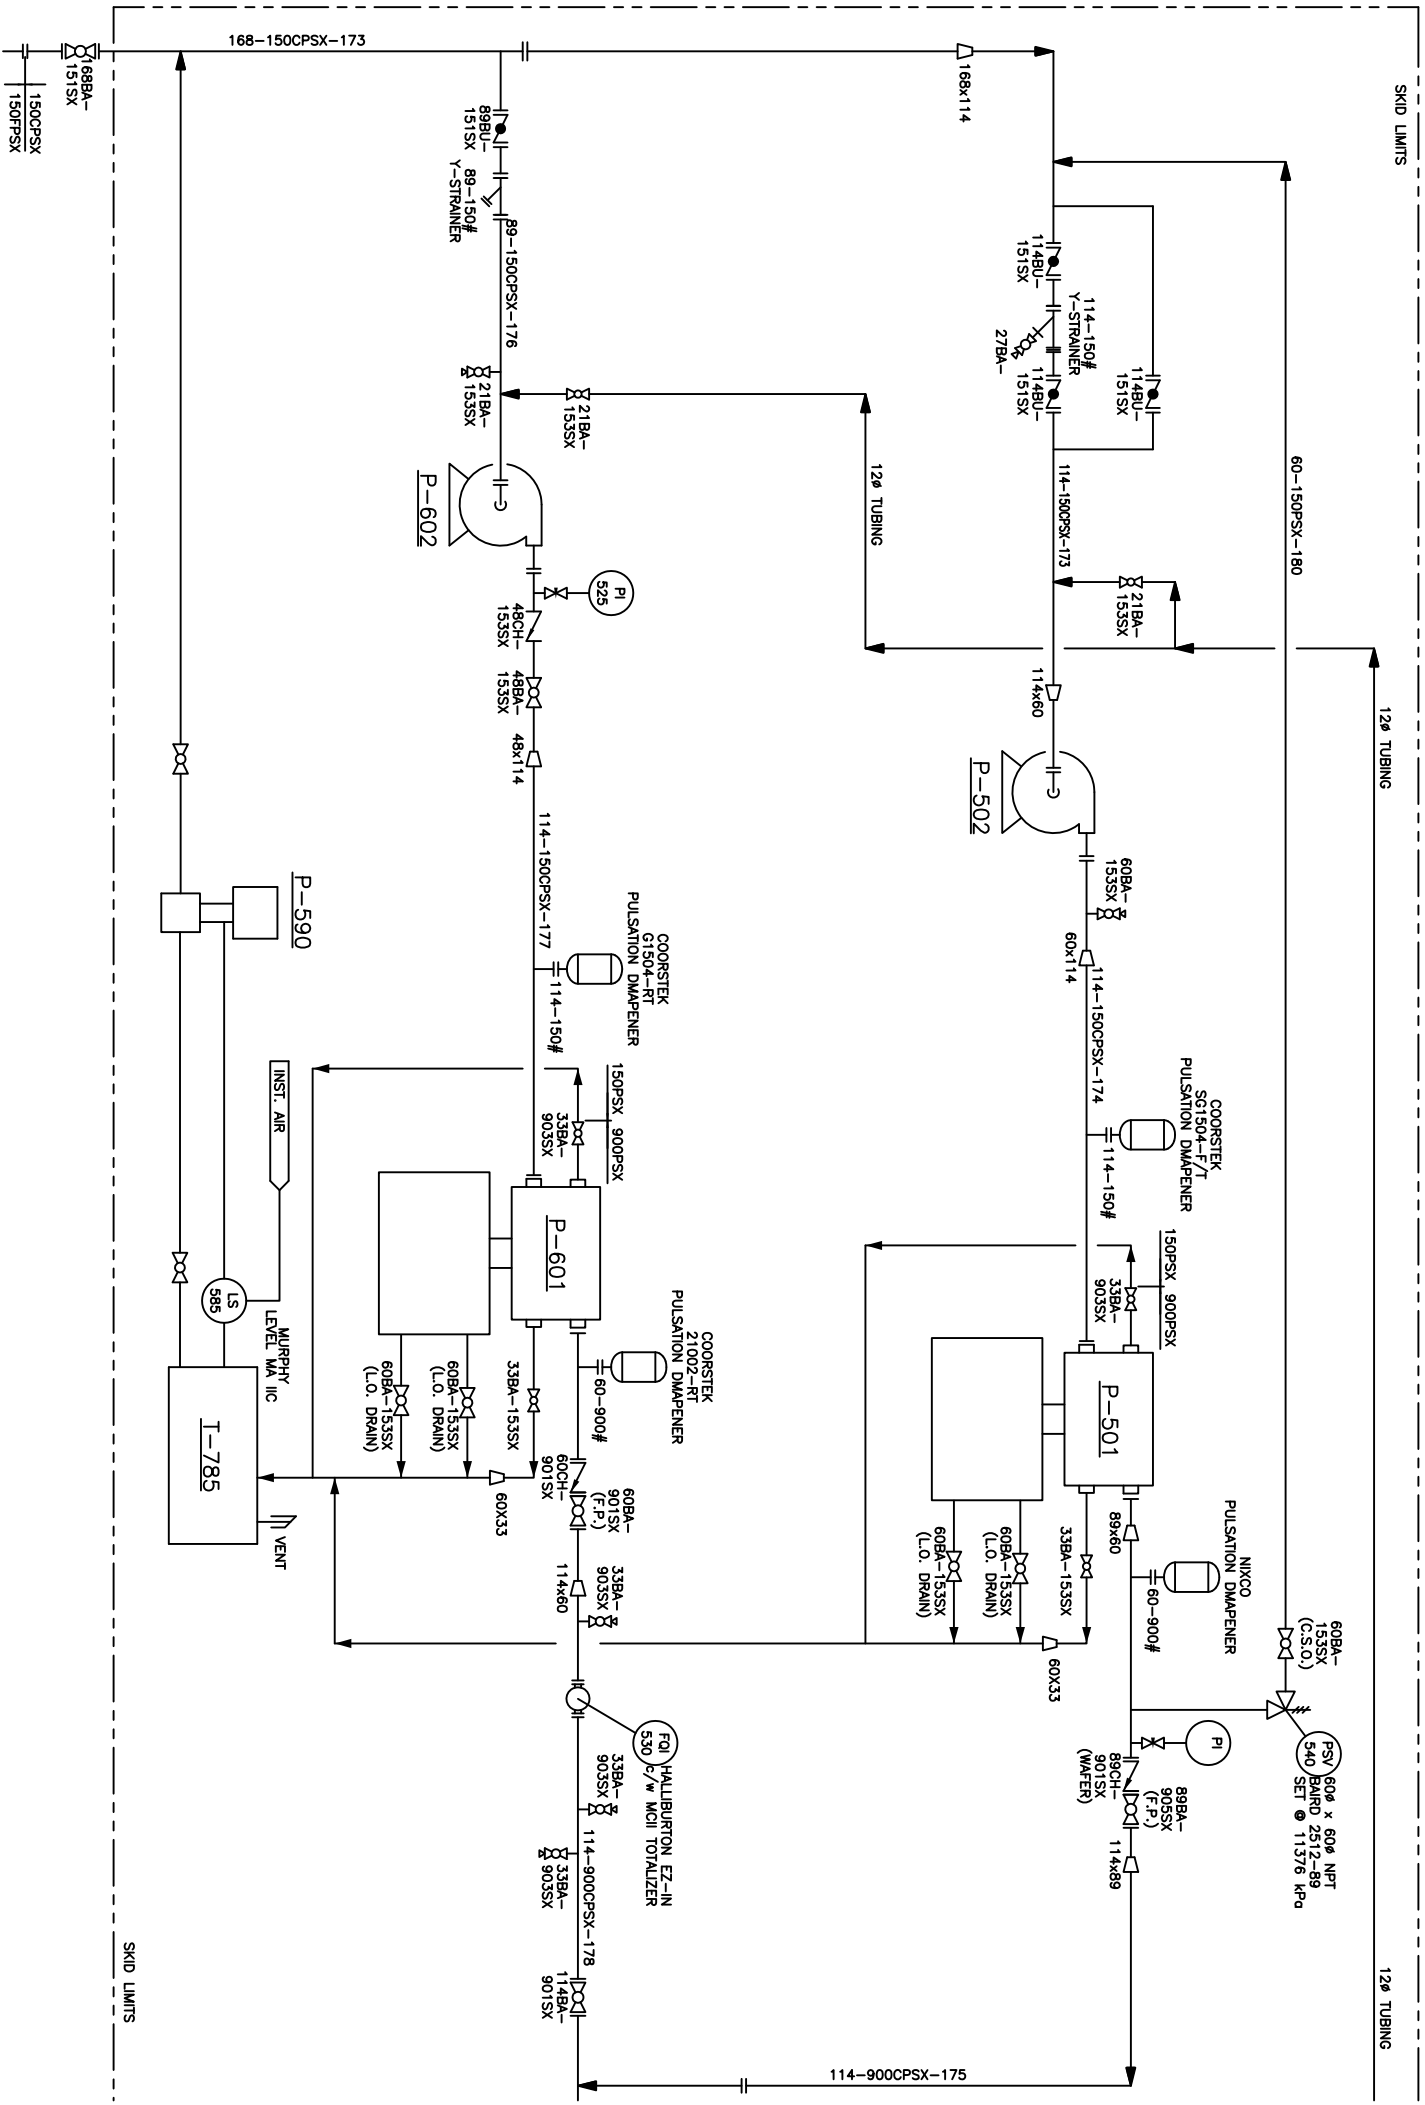 SKID LIMITS
12ø TUBING
12ø TUBING
60-150PSX-180
60BA-
153SX
(C.S.O.)
PSV
540
60ø x 60ø NPT
BAIRD 2512-89
SET @ 11376 kPa
168x114
114BU-
151SX
114-150#
Y-STRAINER
27BA-
114BU-
151SX
114BU-
151SX
114-150CPSX-173
21BA-
153SX
114x60
P-502
60BA-
153SX
60x114
114-150CPSX-174
COORSTEK
SG1504-F/T
PULSATION DMAPENER
114-150#
150PSX
900PSX
33BA-
903SX
P-501
89x60
NIXCO
PULSATION DMAPENER
60-900#
PI
89CH-
901SX
(WAFER)
89BA-
905SX
(F.P.)
114x89
33BA-153SX
60BA-153SX
(L.O. DRAIN)
60BA-153SX
(L.O. DRAIN)
60X33
114-900CPSX-175
12ø TUBING
168-150CPSX-173
168BA-
151SX
150CPSX
150FPSX
89BU-
151SX
89-150#
Y-STRAINER
89-150CPSX-176
21BA-
153SX
21BA-
153SX
P-602
PI
525
48CH-
153SX
48BA-
153SX
48x114
114-150CPSX-177
COORSTEK
G1504-RT
PULSATION DMAPENER
114-150#
150PSX
900PSX
33BA-
903SX
P-601
COORSTEK
21002-RT
PULSATION DMAPENER
60-900#
60CH-
901SX
60BA-
901SX
(F.P.)
114x60
33BA-
903SX
FQI
530
HALLIBURTON EZ-IN
c/w MCII TOTALIZER
33BA-
903SX
33BA-
903SX
114-900CPSX-178
114BA-
901SX
33BA-153SX
60BA-153SX
(L.O. DRAIN)
60BA-153SX
(L.O. DRAIN)
60X33
P-590
INST. AIR
LS
585
MURPHY
LEVEL MA IIC
T-785
VENT
SKID LIMITS